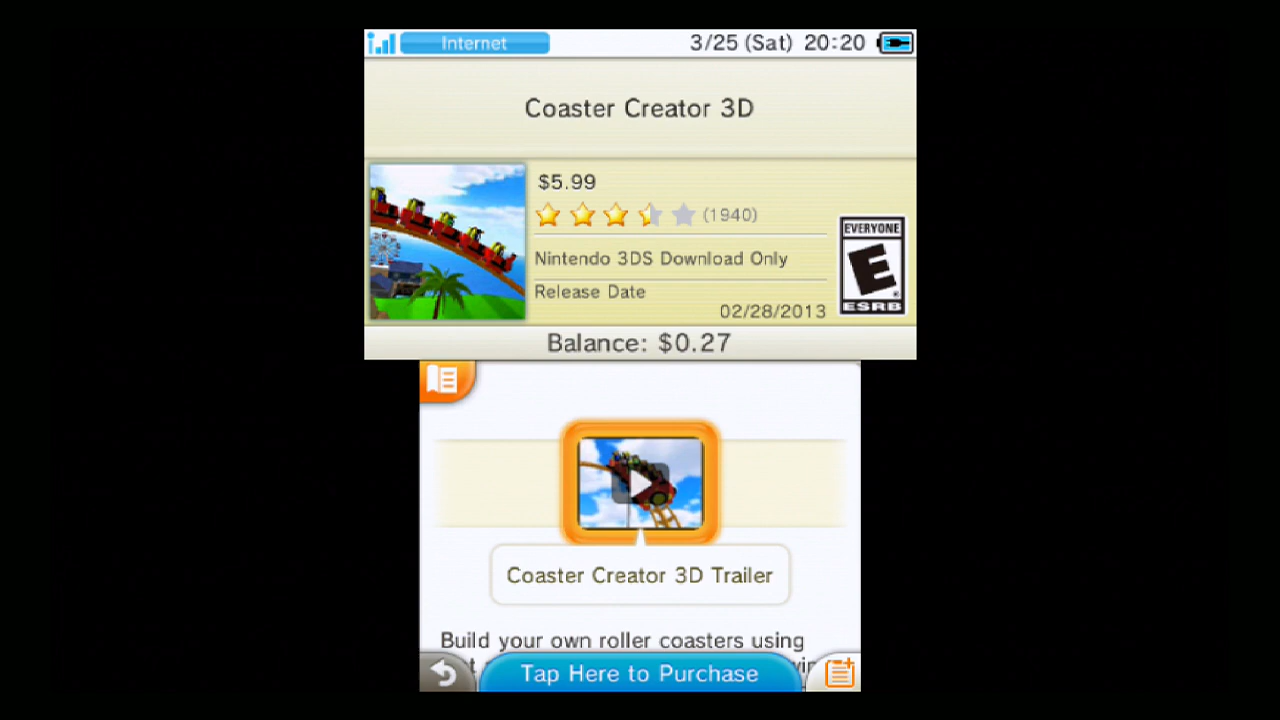 Internet
3/25 (Sat) 20:20
Coaster Creator 3D
$5.99
(1940)
Nintendo 3DS Download Only
Release Date
02/28/2013
EVERYONE
E
ESRB
Balance: $0.27
Coaster Creator 3D Trailer
Build your own roller coasters using
Tap Here to Purchase